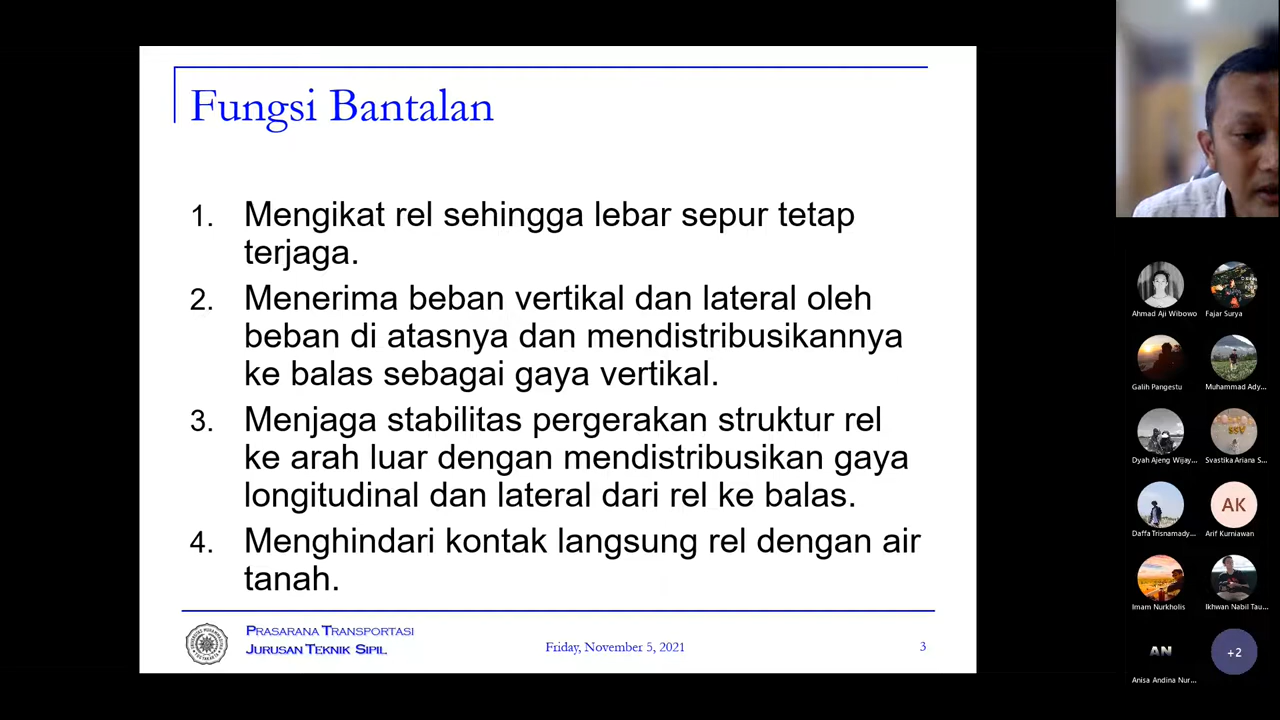 Fungsi Bantalan
1. Mengikat rel sehingga lebar sepur tetap
terjaga.
2. Menerima beban vertikal dan lateral oleh
beban di atasnya dan mendistribusikannya
ke balas sebagai gaya vertikal.
3. Menjaga stabilitas pergerakan struktur rel
ke arah luar dengan mendistribusikan gaya
longitudinal dan lateral dari rel ke balas.
4. Menghindari kontak langsung rel dengan air
tanah.
PRASARANA TRANSPORTASI
JURUSAN TEKNIK SIPIL
Friday, November 5, 2021
3
Ahmad Aji Wibowo
Fajar Surya
Galih Pangestu
Muhammad Ady...
Dyah Ajeng Wijay...
Svastika Ariana S...
Daffa Trisnamady...
AK
Arif Kurniawan
Imam Nurkholis
Ikhwan Nabil Tau...
AN
+2
Anisa Andina Nur...